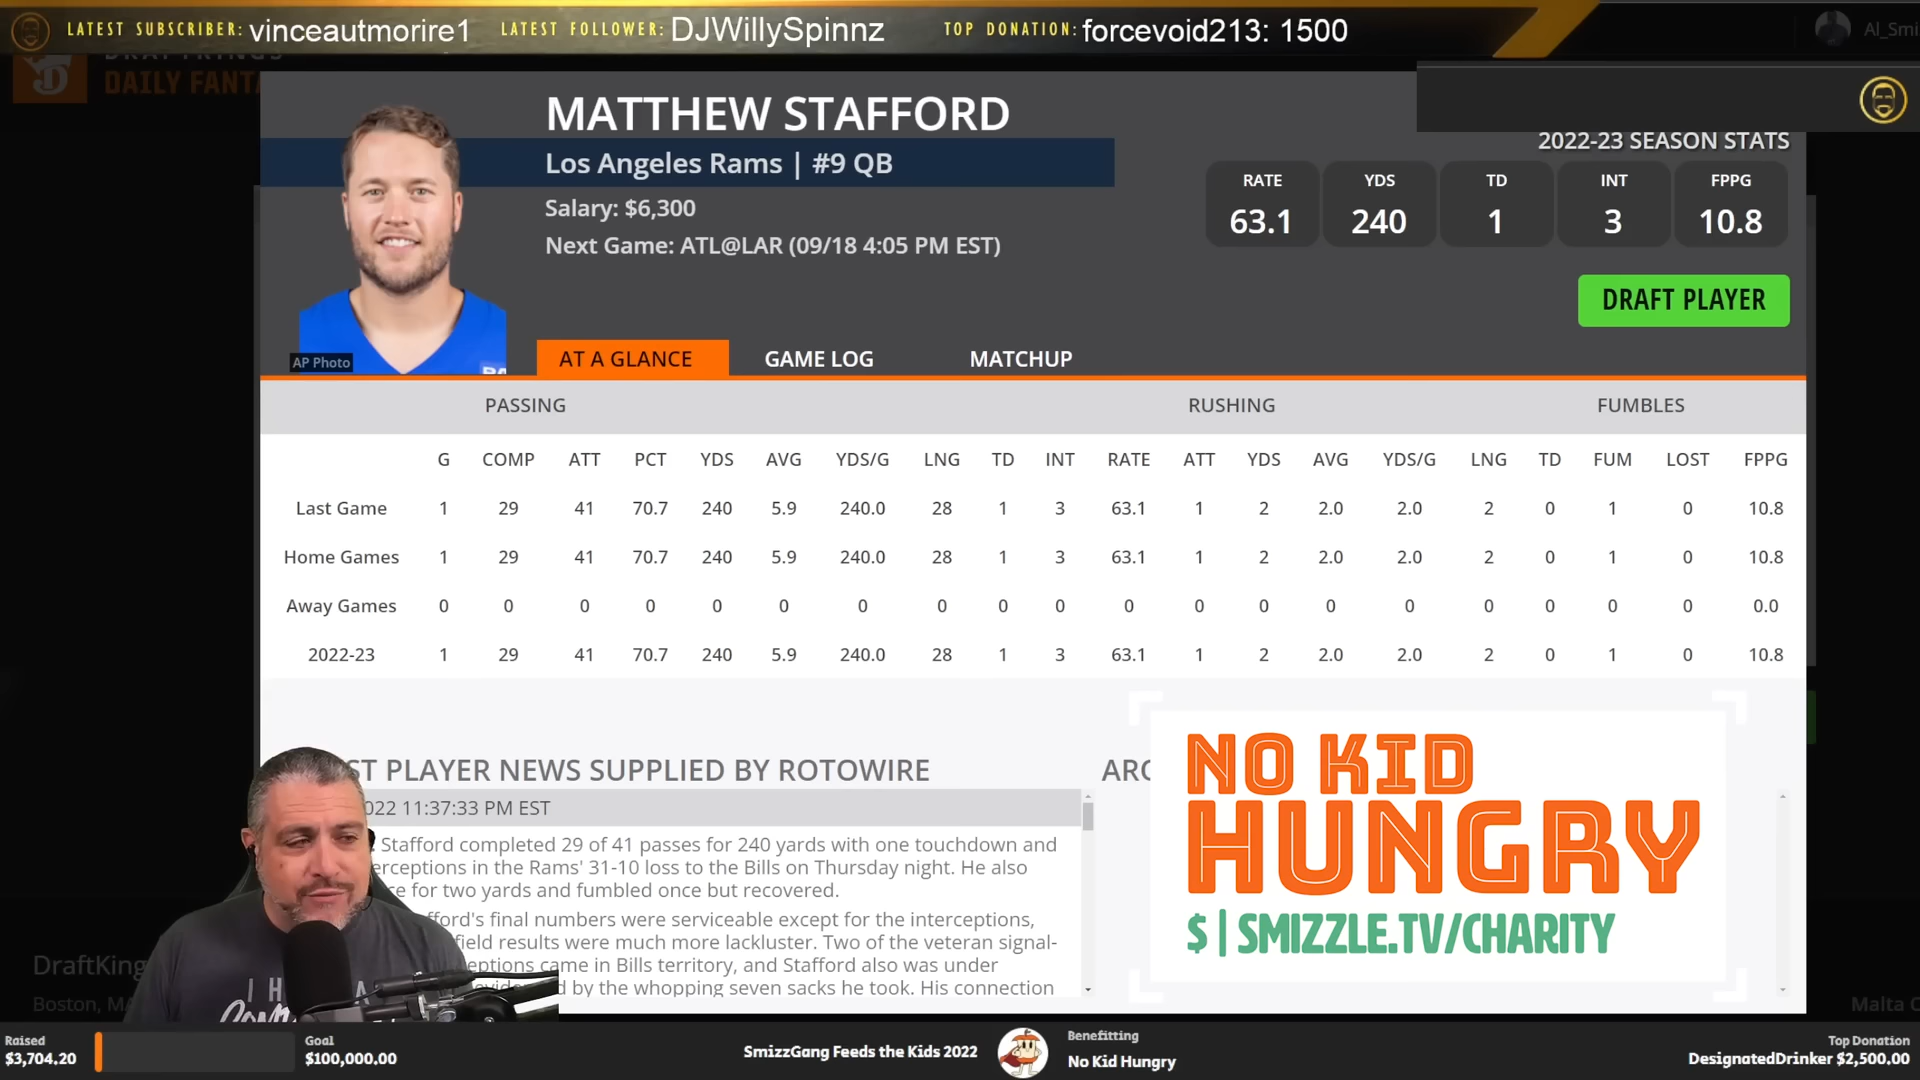 LATEST SUBSCRIBER: vinceautmorire1 LATEST FOLLOWER: DJWillySpinnz TOP DONATION: forcevoid213: 1500
Al_Smi
DAILY FANTA
MATTHEW STAFFORD
Los Angeles Rams | #9 QB
Salary: $6,300
Next Game: ATL@LAR (09/18 4:05 PM EST)
2022-23 SEASON STATS
RATE YDS TD INT FPPG
63.1 240 1 3 10.8
DRAFT PLAYER
AP Photo
AT A GLANCE GAME LOG MATCHUP
PASSING RUSHING FUMBLES
G COMP ATT PCT YDS AVG YDS/G LNG TD INT RATE ATT YDS AVG YDS/G LNG TD FUM LOST FPPG
Last Game 1 29 41 70.7 240 5.9 240.0 28 1 3 63.1 1 2 2.0 2.0 2 0 1 0 10.8
Home Games 1 29 41 70.7 240 5.9 240.0 28 1 3 63.1 1 2 2.0 2.0 2 0 1 0 10.8
Away Games 0 0 0 0 0 0 0 0 0 0 0 0 0 0 0 0 0 0 0 0.0
2022-23 1 29 41 70.7 240 5.9 240.0 28 1 3 63.1 1 2 2.0 2.0 2 0 1 0 10.8
ST PLAYER NEWS SUPPLIED BY ROTOWIRE
ARC
022 11:37:33 PM EST
Stafford completed 29 of 41 passes for 240 yards with one touchdown and
erceptions in the Rams' 31-10 loss to the Bills on Thursday night. He also
ce for two yards and fumbled once but recovered.
fford's final numbers were serviceable except for the interceptions,
field results were much more lackluster. Two of the veteran signal-
eptions came in Bills territory, and Stafford also was under
d by the whopping seven sacks he took. His connection
NO KID
HUNGRY
$ | SMIZZLE.TV/CHARITY
DraftKing
Boston, MA
Malta O
Raised
$3,704.20
Goal
$100,000.00
SmizzGang Feeds the Kids 2022
Benefitting
No Kid Hungry
Top Donation
DesignatedDrinker $2,500.00